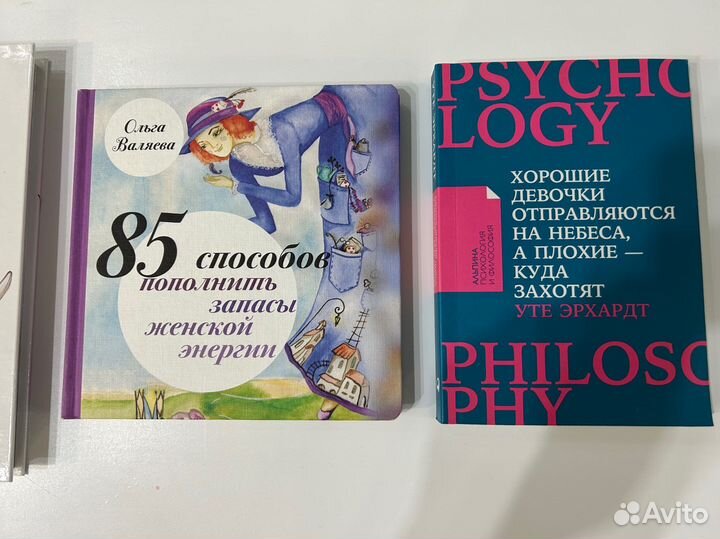 Ольга
Валяева
85 способов
пополнить
запасы
женской
энергии
PSYCHO
LOGY
ХОРОШИЕ
ДЕВОЧКИ
ОТПРАВЛЯЮТСЯ
НА НЕБЕСА,
А ПЛОХИЕ —
КУДА
ЗАХОТЯТ
УТЕ ЭРХАРДТ
АЛЬПИНА
ПСИХОЛОГИЯ
И ФИЛОСОФИЯ
PHILOSO
PHY
Avito